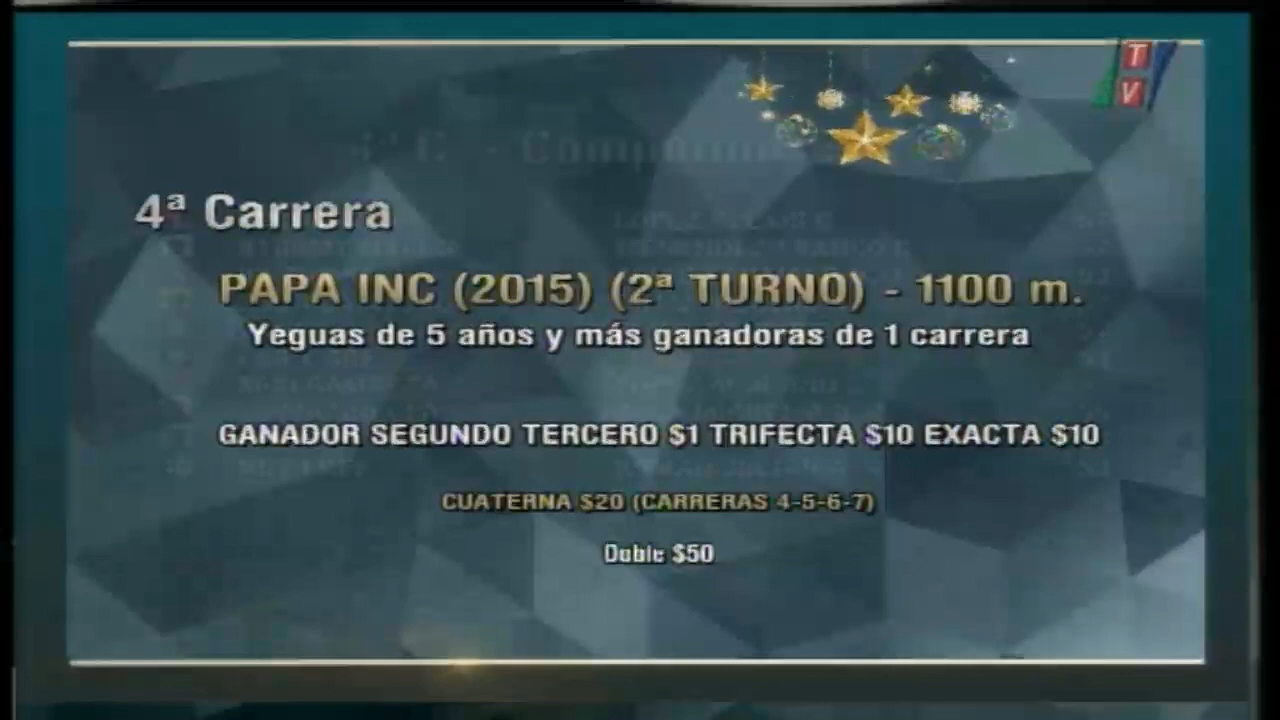 TV
4ª Carrera
PAPA INC (2015) (2ª TURNO) - 1100 m.
Yeguas de 5 años y más ganadoras de 1 carrera
GANADOR SEGUNDO TERCERO $1 TRIFECTA $10 EXACTA $10
CUATERNA $20 (CARRERAS 4-5-6-7)
Doble $50